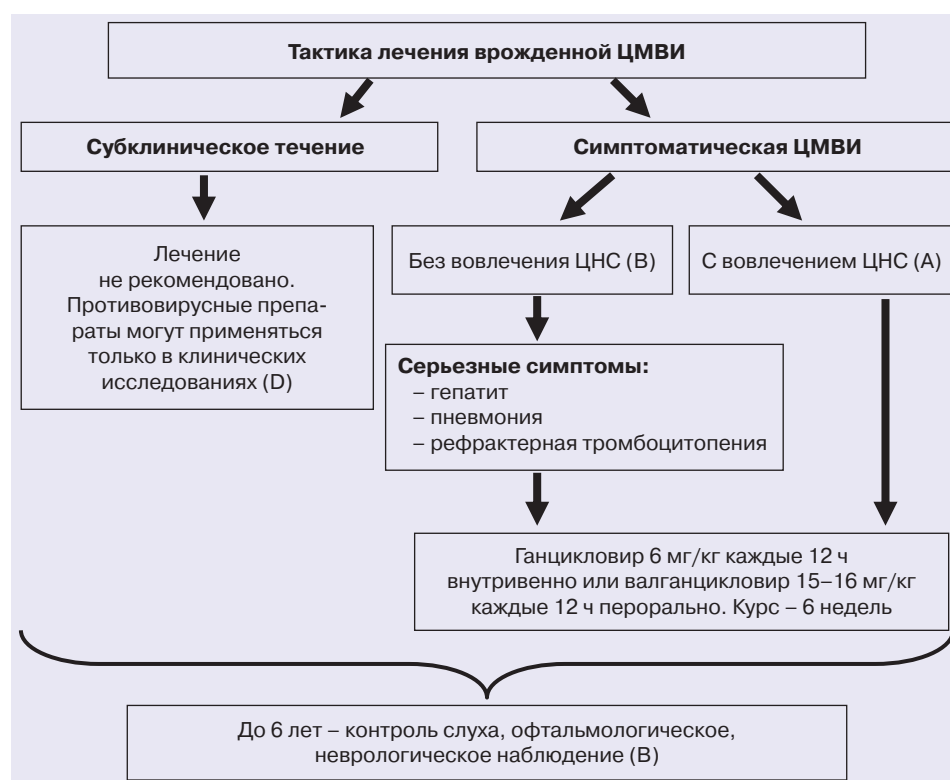 Тактика лечения врожденной ЦМВИ
Субклиническое течение
Симптоматическая ЦМВИ
Лечение
не рекомендовано.
Противовирусные препа-
раты могут применяться
только в клинических
исследованиях (D)
Без вовлечения ЦНС (B)
С вовлечением ЦНС (A)
Серьезные симптомы:
– гепатит
– пневмония
– рефрактерная тромбоцитопения
Ганцикловир 6 мг/кг каждые 12 ч
внутривенно или валганцикловир 15–16 мг/кг
каждые 12 ч перорально. Курс – 6 недель
До 6 лет – контроль слуха, офтальмологическое,
неврологическое наблюдение (B)